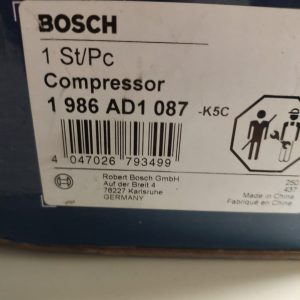 BOSCH
1 St/Pc
Compressor
1 986 AD1 087 -K5C
4 047026 793499
Robert Bosch GmbH
Auf der Breit 4
76227 Karlsruhe
GERMANY
Made in China
Fabriqué en Chine